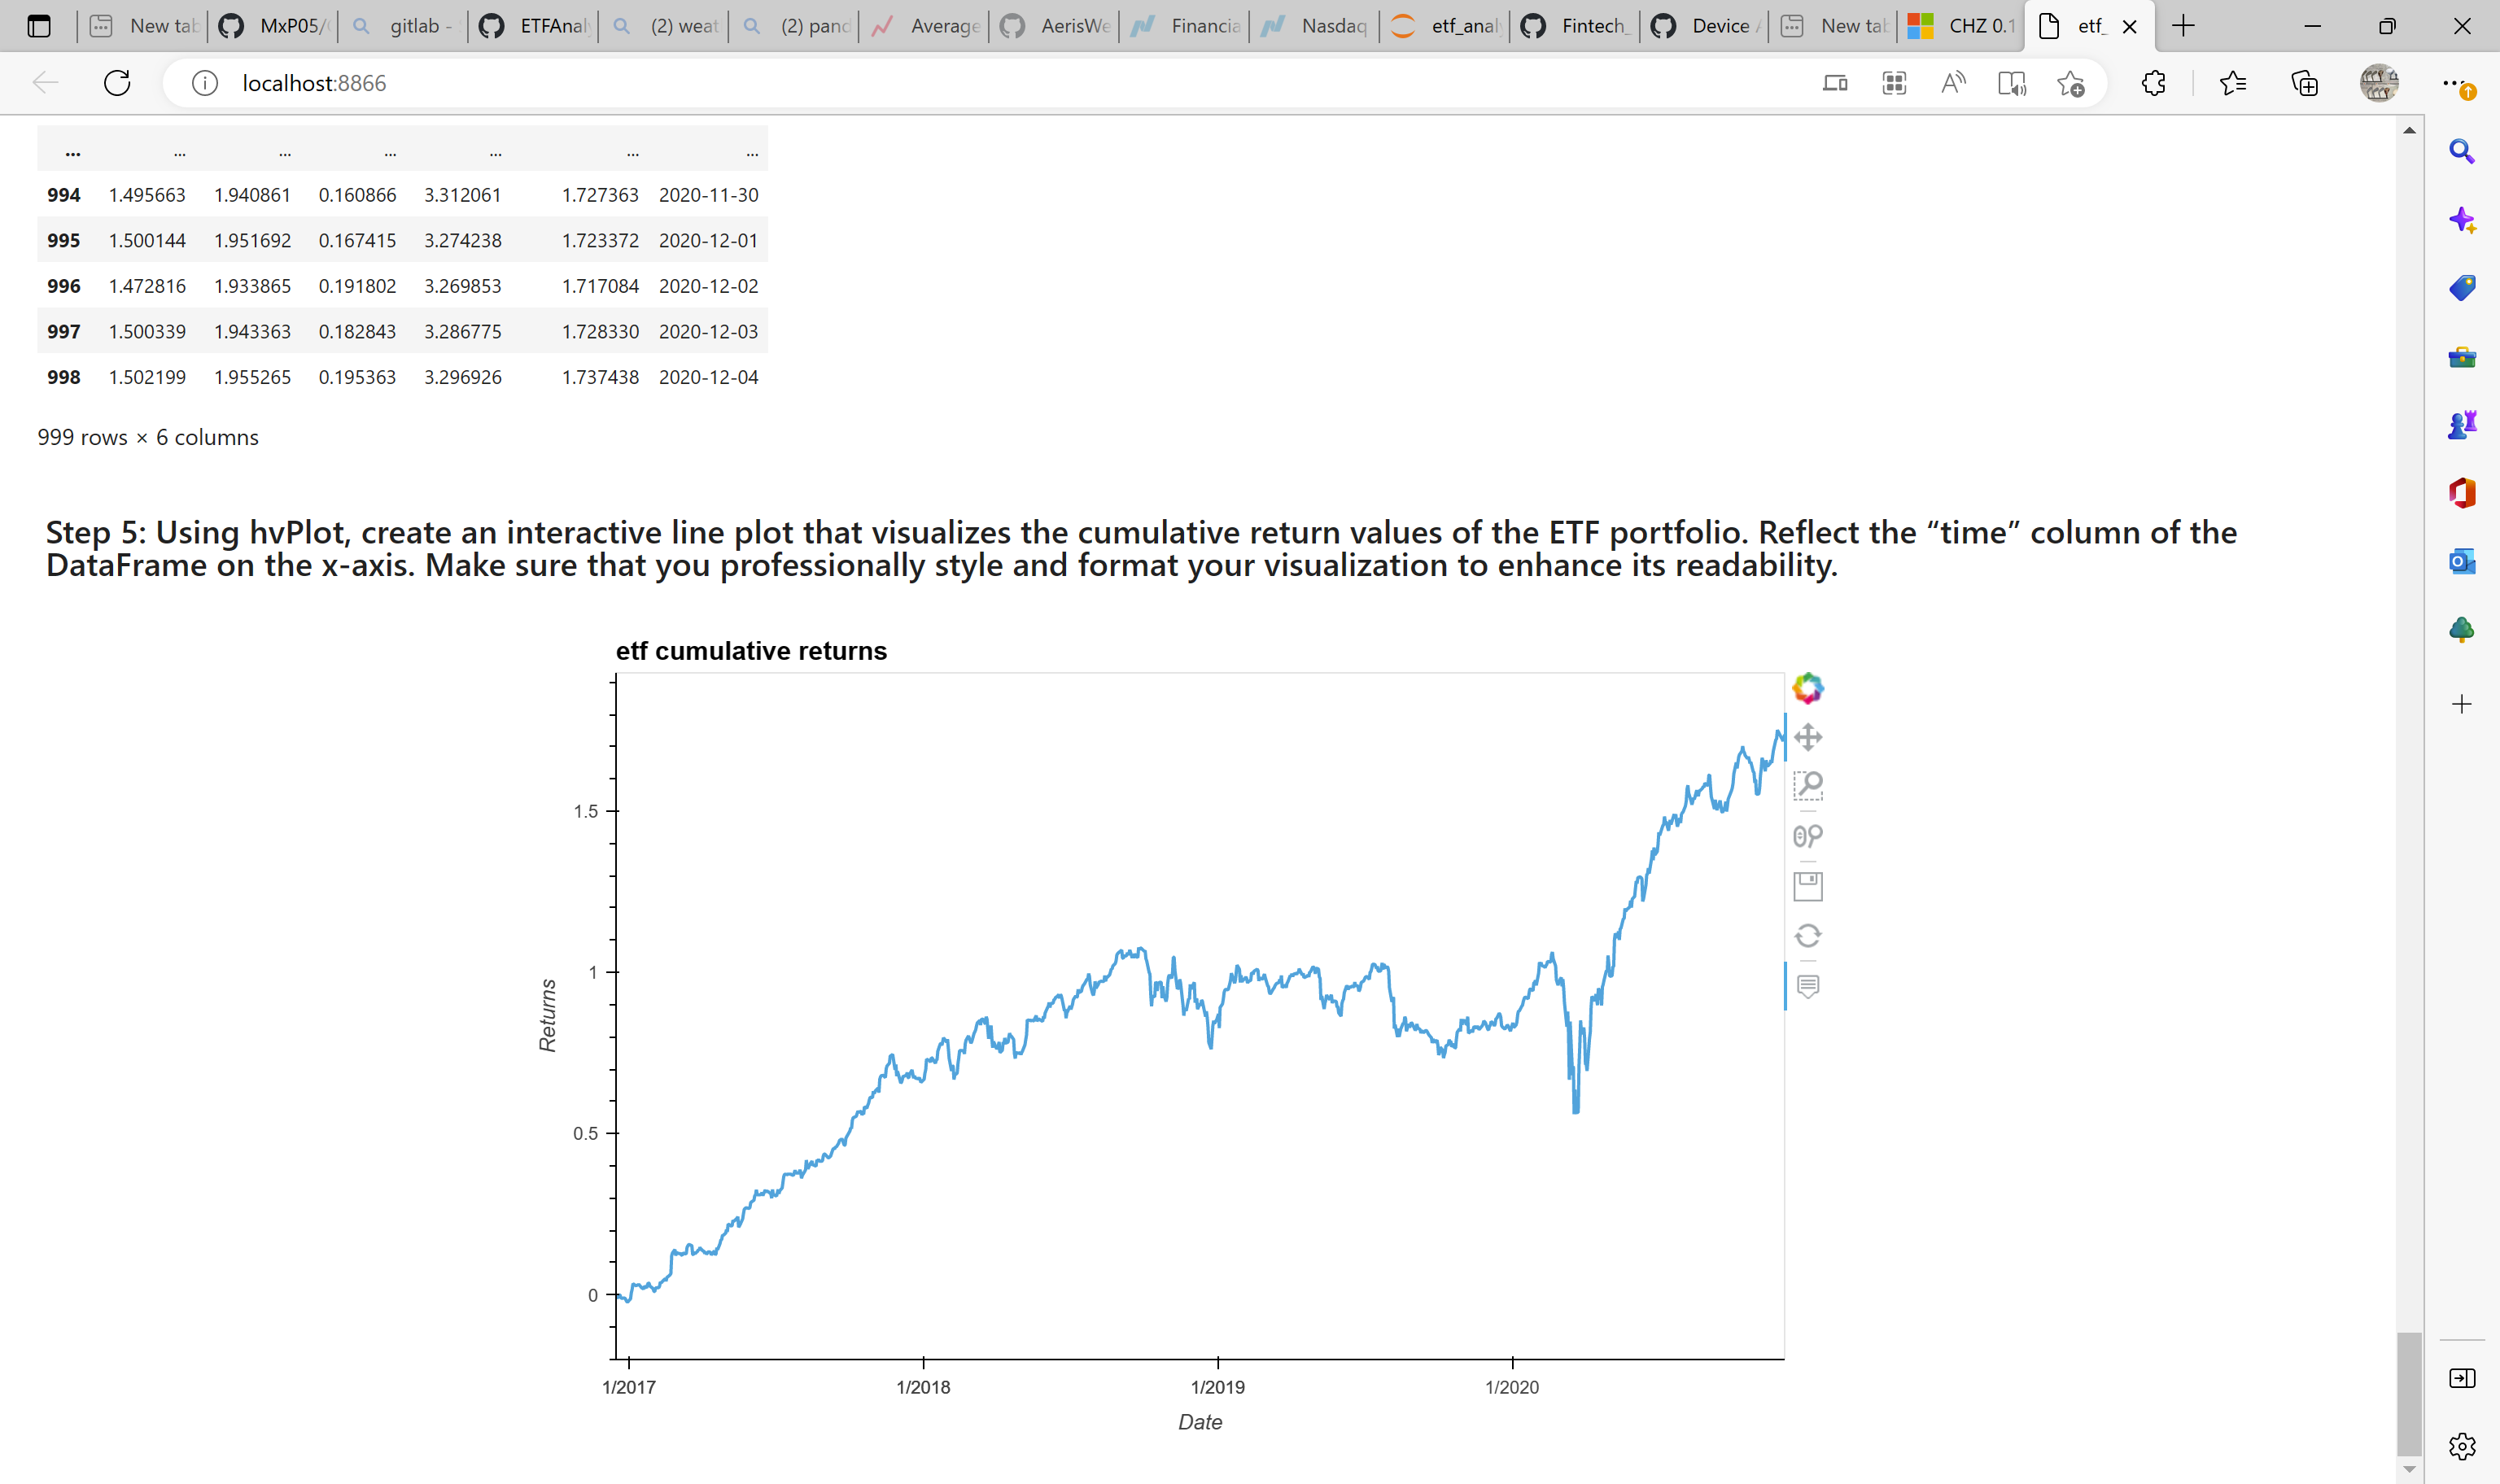 New tab MxP05/ gitlab - ETFAnal (2) weat (2) pand Average AerisWe Financia Nasdaq etf_anal Fintech_ Device New tab CHZ 0.1 etf_
localhost:8866
... ... ... ... ... ... ...
994 1.495663 1.940861 0.160866 3.312061 1.727363 2020-11-30
995 1.500144 1.951692 0.167415 3.274238 1.723372 2020-12-01
996 1.472816 1.933865 0.191802 3.269853 1.717084 2020-12-02
997 1.500339 1.943363 0.182843 3.286775 1.728330 2020-12-03
998 1.502199 1.955265 0.195363 3.296926 1.737438 2020-12-04
999 rows × 6 columns
Step 5: Using hvPlot, create an interactive line plot that visualizes the cumulative return values of the ETF portfolio. Reflect the “time” column of the
DataFrame on the x-axis. Make sure that you professionally style and format your visualization to enhance its readability.
etf cumulative returns
1.5
1
Returns
0.5
0
1/2017 1/2018 1/2019 1/2020
Date